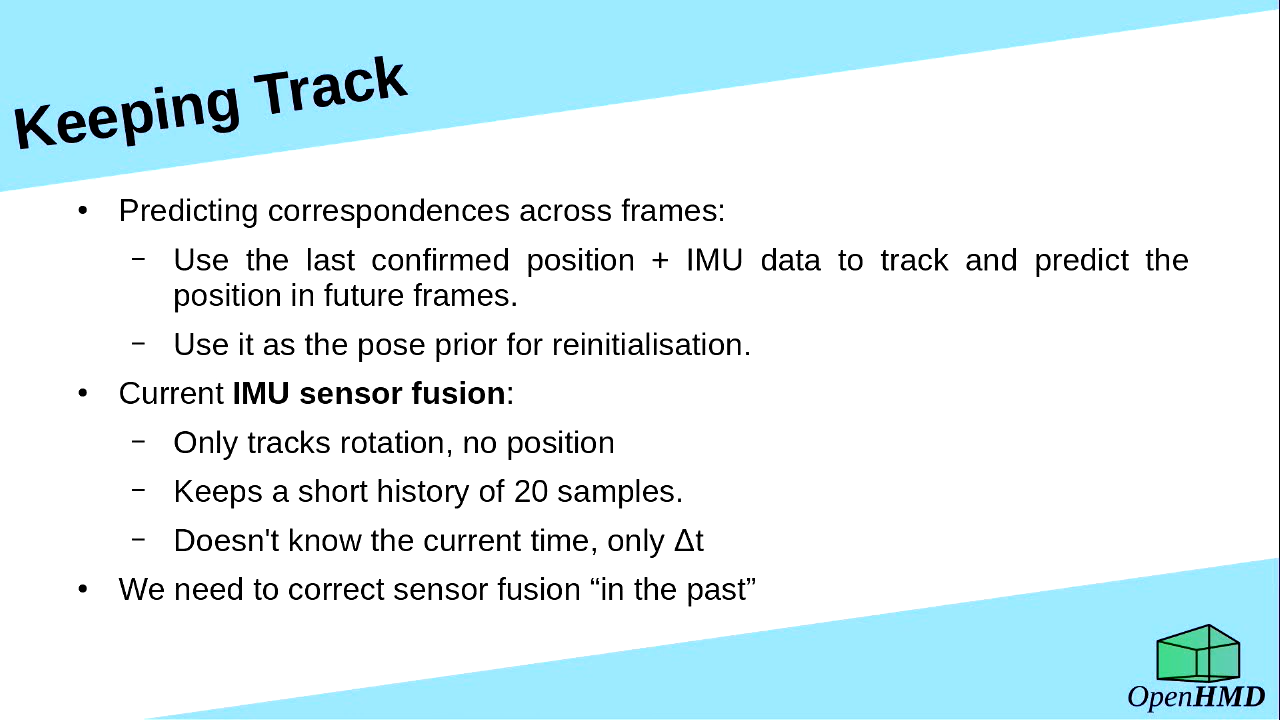 Keeping Track
• Predicting correspondences across frames:
– Use the last confirmed position + IMU data to track and predict the
position in future frames.
– Use it as the pose prior for reinitialisation.
• Current IMU sensor fusion:
– Only tracks rotation, no position
– Keeps a short history of 20 samples.
– Doesn't know the current time, only Δt
• We need to correct sensor fusion “in the past”
OpenHMD